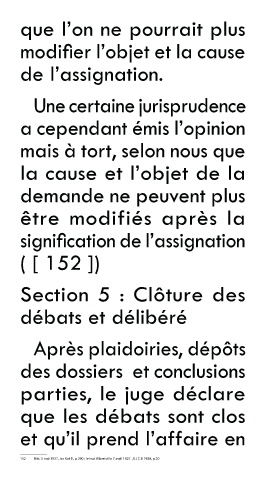 que l’on ne pourrait plus
modifier l’objet et la cause
de l’assignation.
Une certaine jurisprudence
a cependant émis l’opinion
mais à tort, selon nous que
la cause et l’objet de la
demande ne peuvent plus
être modifiés après la
signification de l’assignation
( [ 152 ])
Section 5 : Clôture des
débats et délibéré
Après plaidoiries, dépôts
des dossiers et conclusions
parties, le juge déclare
que les débats sont clos
et qu’il prend l’affaire en
152